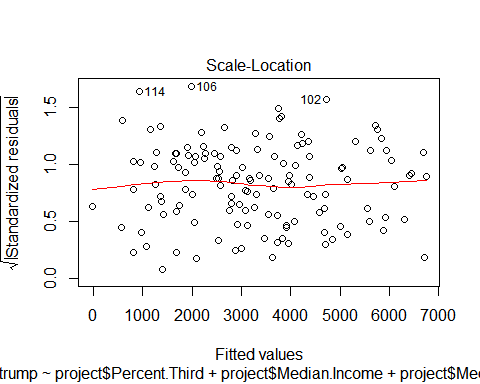 Scale-Location
√|Standardized residuals|
0.0 0.5 1.0 1.5
114
106
102
0 1000 2000 3000 4000 5000 6000 7000
Fitted values
trump ~ project$Percent.Third + project$Median.Income + project$Me